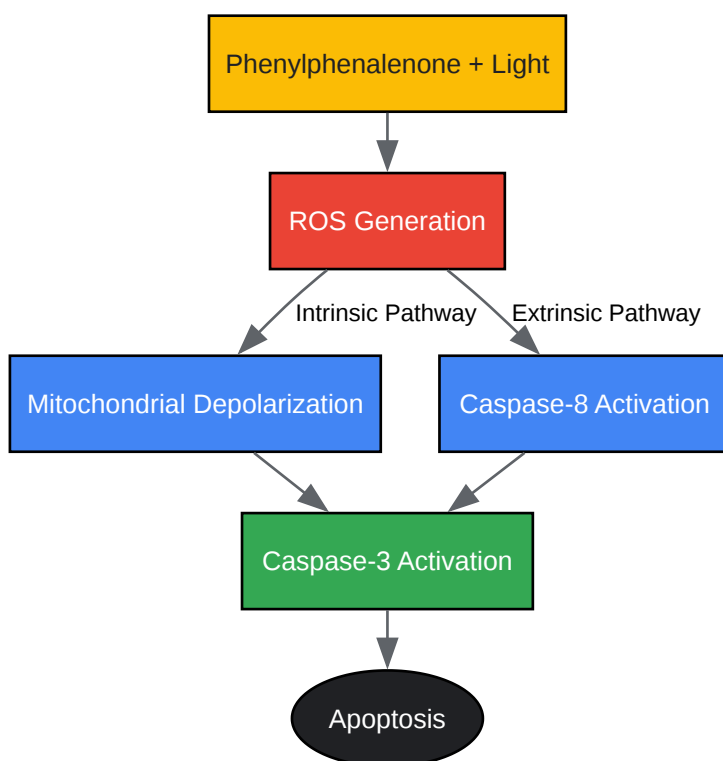 Phenylphenalenone + Light
ROS Generation
Intrinsic Pathway
Extrinsic Pathway
Mitochondrial Depolarization
Caspase-8 Activation
Caspase-3 Activation
Apoptosis